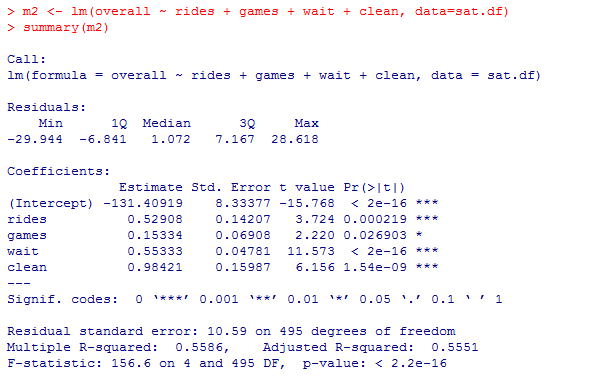 > m2 <- lm(overall ~ rides + games + wait + clean, data=sat.df)
> summary(m2)
Call:
lm(formula = overall ~ rides + games + wait + clean, data = sat.df)
Residuals:
    Min      1Q  Median      3Q     Max
-29.944  -6.841   1.072   7.167  28.618
Coefficients:
              Estimate Std. Error t value Pr(>|t|)
(Intercept) -131.40919    8.33377 -15.768  < 2e-16 ***
rides          0.52908    0.14207   3.724 0.000219 ***
games          0.15334    0.06908   2.220 0.026903 *
wait           0.55333    0.04781  11.573  < 2e-16 ***
clean          0.98421    0.15987   6.156 1.54e-09 ***
---
Signif. codes:  0 ‘***’ 0.001 ‘**’ 0.01 ‘*’ 0.05 ‘.’ 0.1 ‘ ’ 1
Residual standard error: 10.59 on 495 degrees of freedom
Multiple R-squared:  0.5586,    Adjusted R-squared:  0.5551
F-statistic: 156.6 on 4 and 495 DF,  p-value: < 2.2e-16